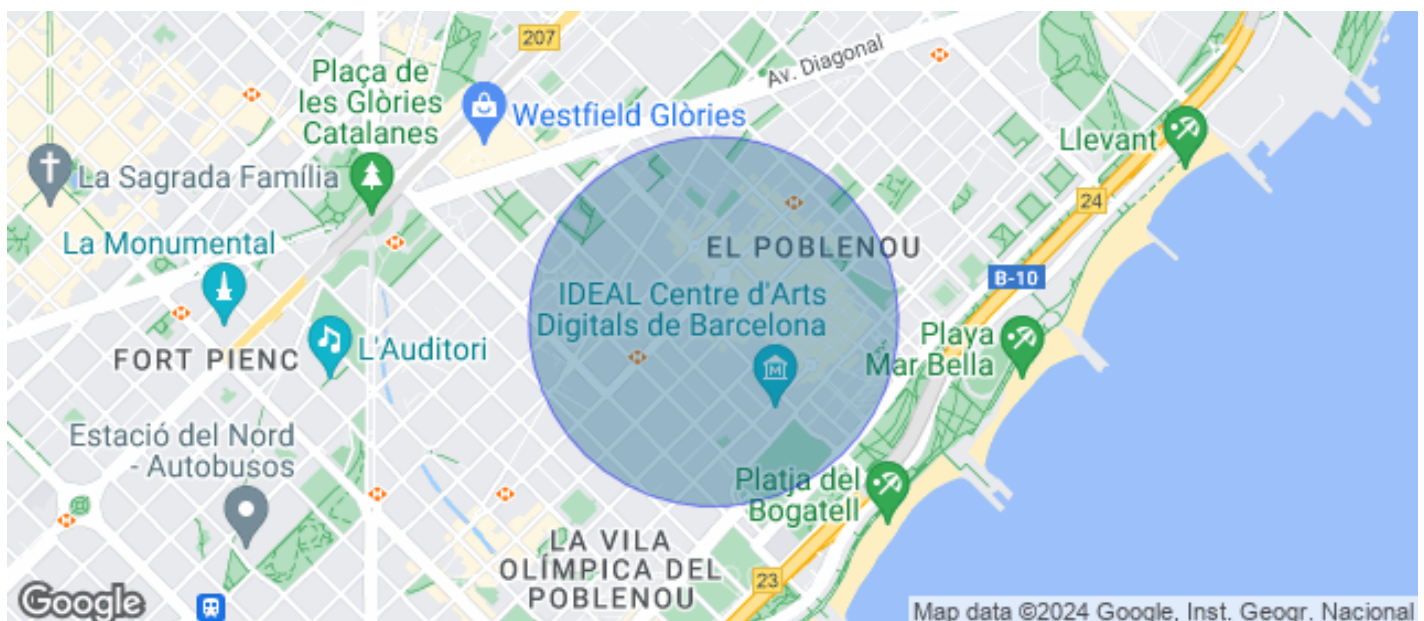 207
Plaça de
les Glòries
Catalanes
Westfield Glòries
Av. Diagonal
Llevant
La Sagrada Família
24
La Monumental
EL POBLENOU
B-10
IDEAL Centre d'Arts
Digitals de Barcelona
Playa
Mar Bella
FORT PIENC
L'Auditori
M
Estació del Nord
- Autobusos
Platja del
Bogatell
LA VILA
OLÍMPICA DEL
POBLENOU
23
Google
Map data ©2024 Google, Inst. Geogr. Nacional